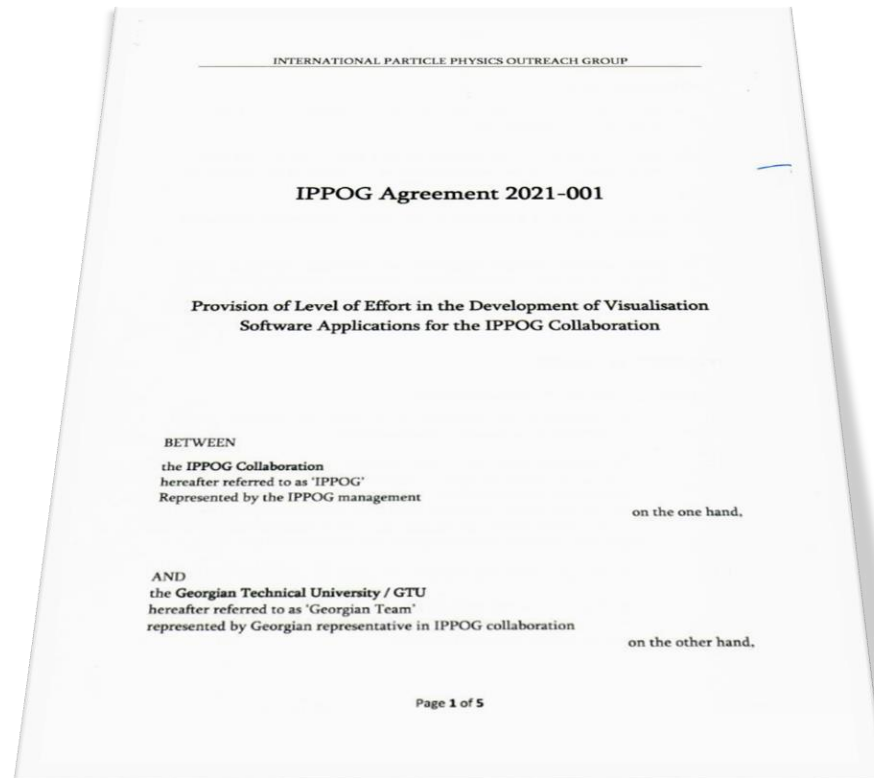 INTERNATIONAL PARTICLE PHYSICS OUTREACH GROUP
IPPOG Agreement 2021-001
Provision of Level of Effort in the Development of Visualisation
Software Applications for the IPPOG Collaboration
BETWEEN
the IPPOG Collaboration
hereafter referred to as 'IPPOG'
Represented by the IPPOG management
on the one hand,
AND
the Georgian Technical University / GTU
hereafter referred to as 'Georgian Team'
represented by Georgian representative in IPPOG collaboration
on the other hand,
Page 1 of 5